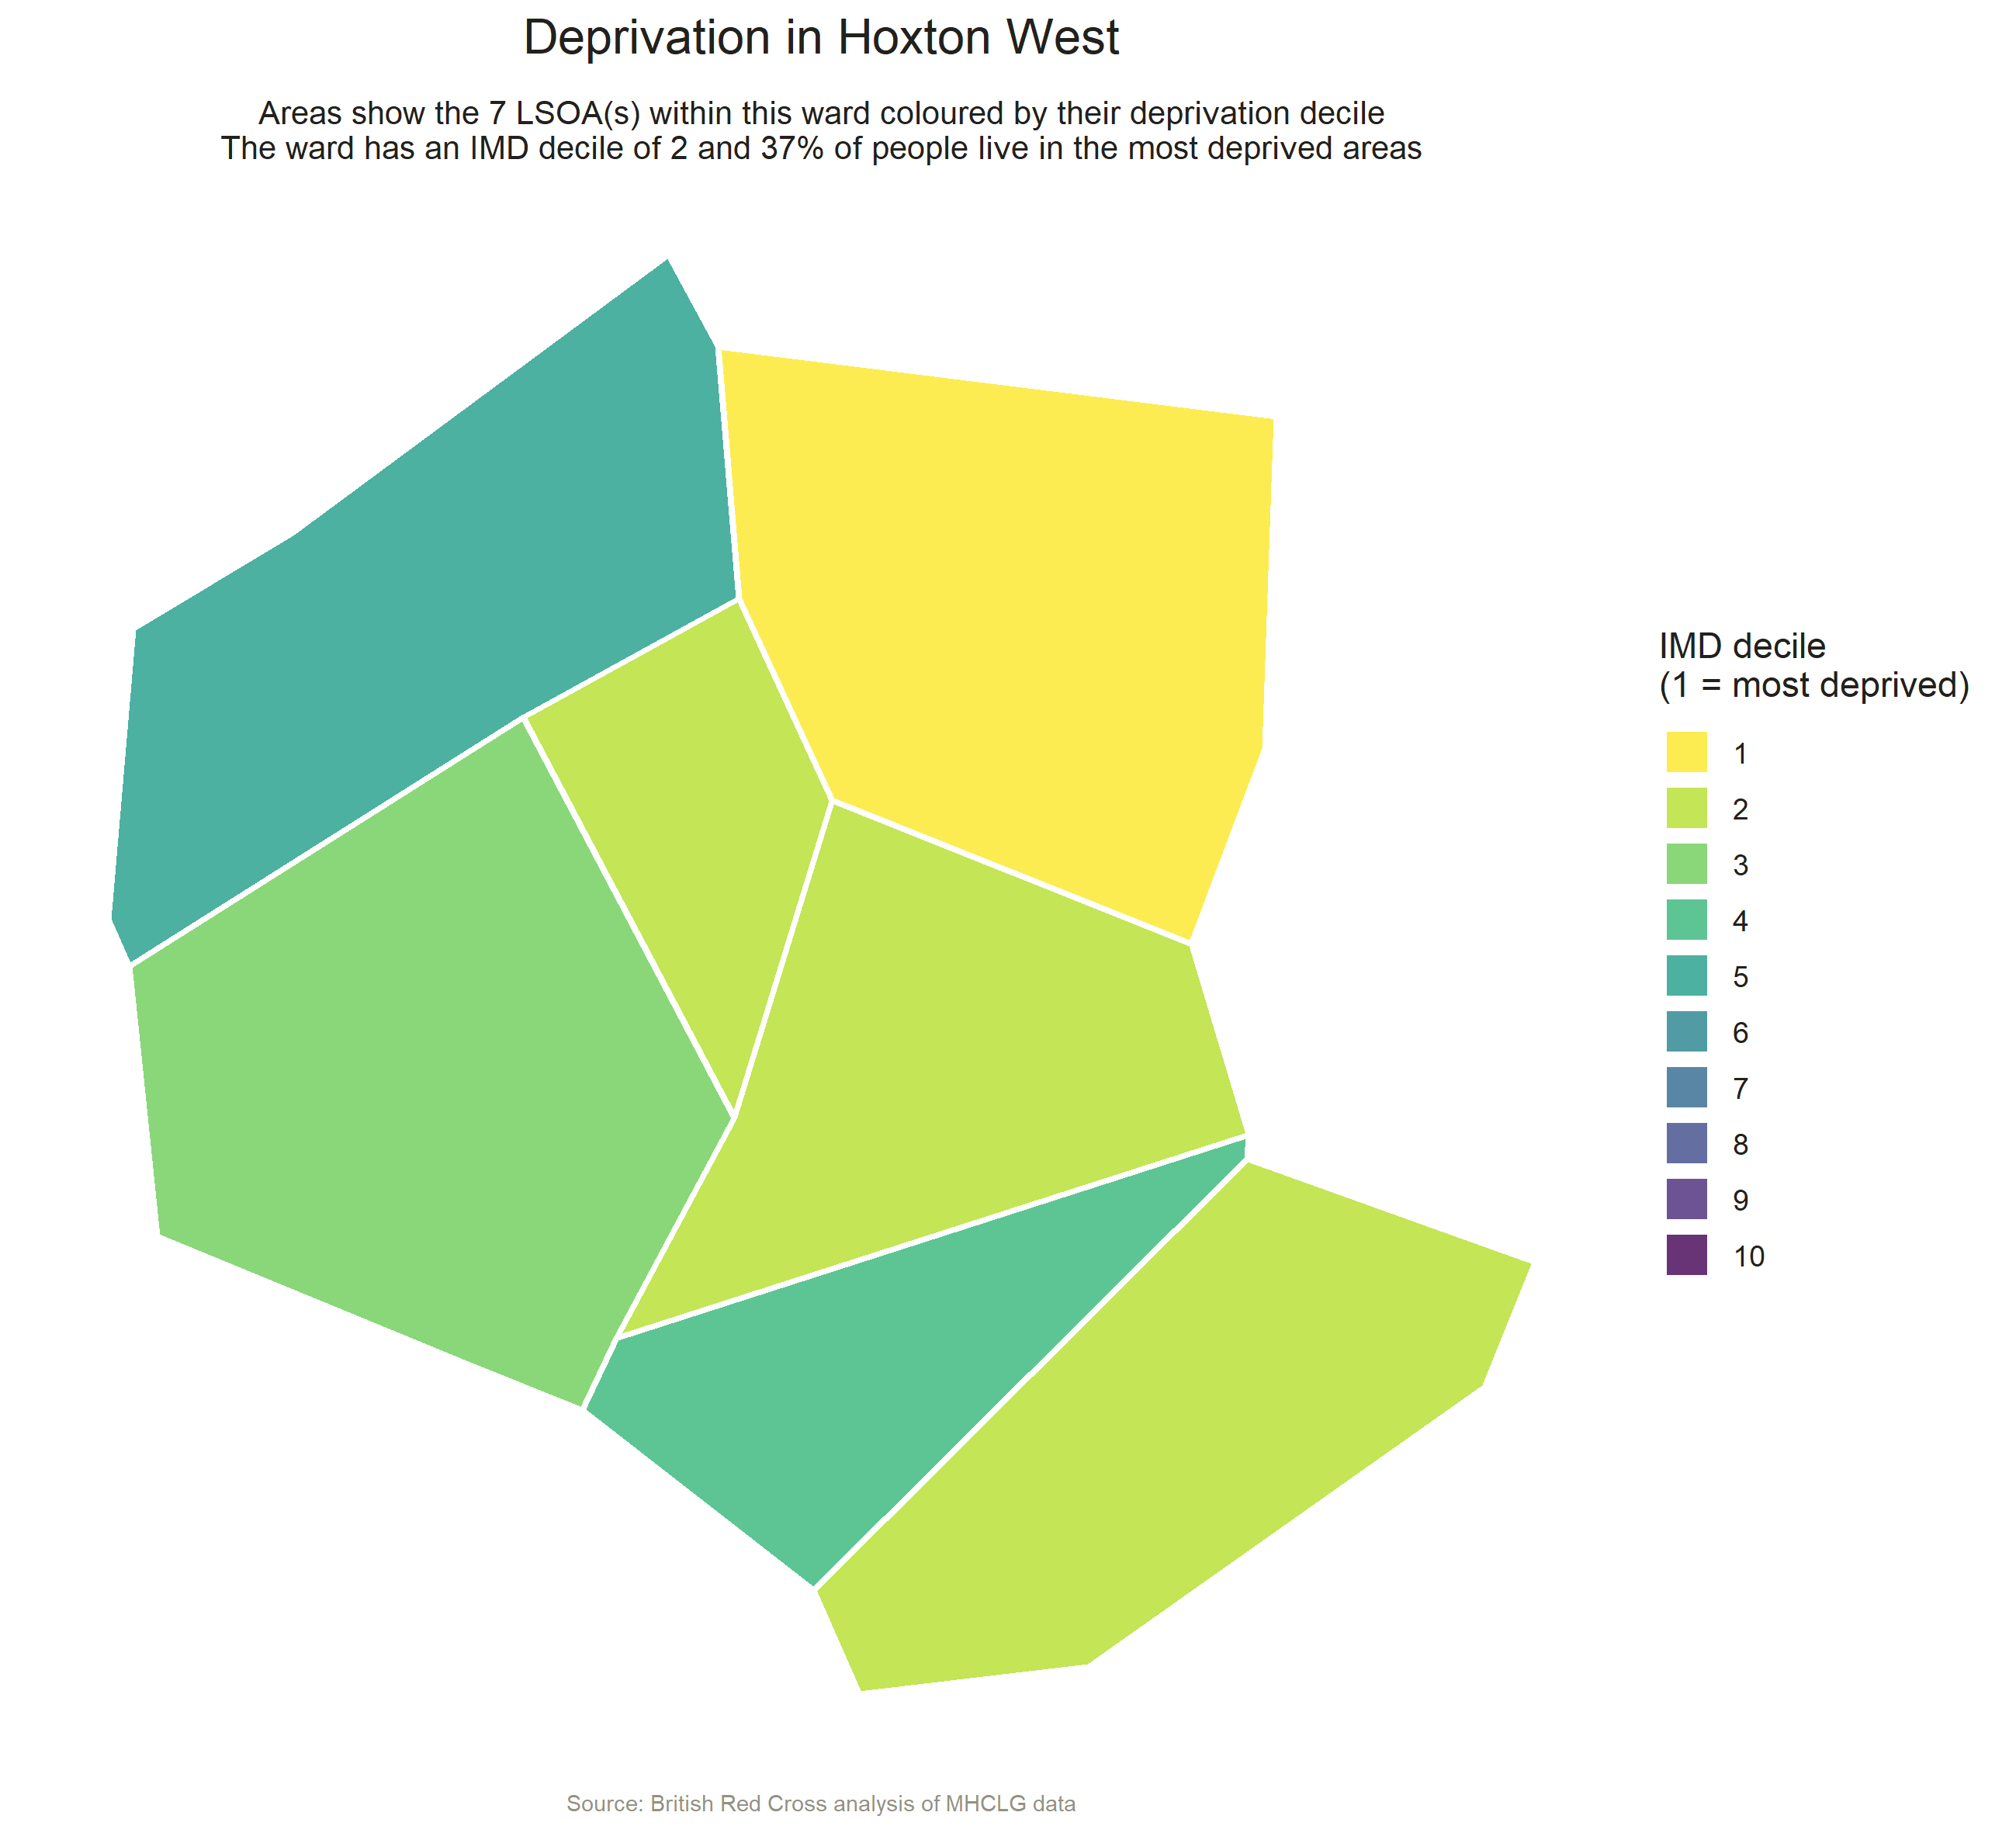 Deprivation in Hoxton West
Areas show the 7 LSOA(s) within this ward coloured by their deprivation decile
The ward has an IMD decile of 2 and 37% of people live in the most deprived areas
IMD decile
(1 = most deprived)
1
2
3
4
5
6
7
8
9
10
Source: British Red Cross analysis of MHCLG data